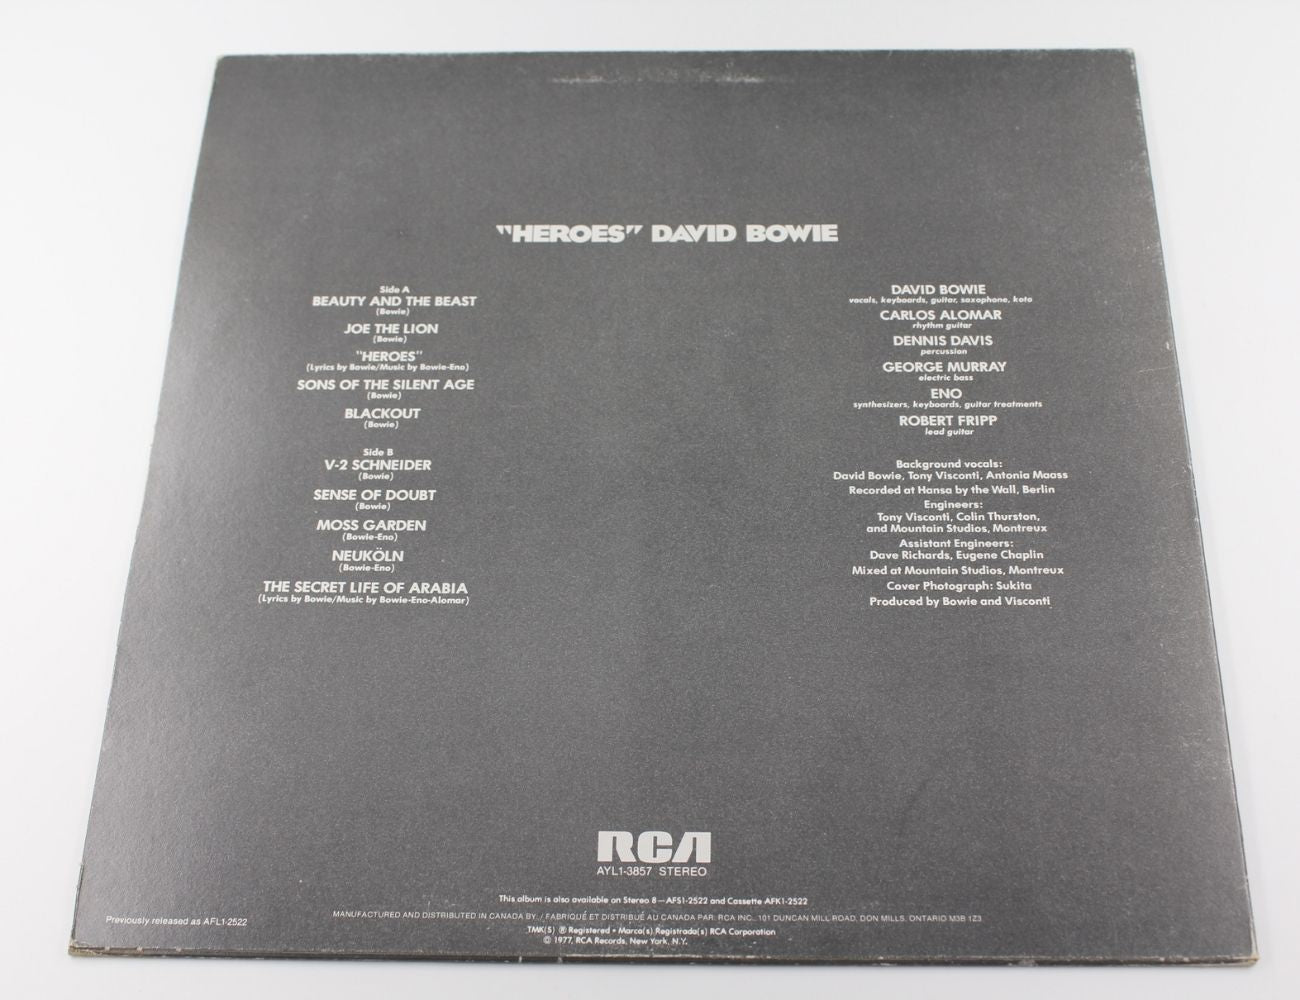 "HEROES" DAVID BOWIE
Side A
BEAUTY AND THE BEAST
(Bowie)
JOE THE LION
(Bowie)
"HEROES"
(Lyrics by Bowie/Music by Bowie-Eno)
SONS OF THE SILENT AGE
(Bowie)
BLACKOUT
(Bowie)
Side B
V-2 SCHNEIDER
(Bowie)
SENSE OF DOUBT
(Bowie)
MOSS GARDEN
(Bowie-Eno)
NEUKÖLN
(Bowie-Eno)
THE SECRET LIFE OF ARABIA
(Lyrics by Bowie/Music by Bowie-Eno-Alomar)
DAVID BOWIE
vocals, keyboards, guitar, saxophone, koto
CARLOS ALOMAR
rhythm guitar
DENNIS DAVIS
percussion
GEORGE MURRAY
electric bass
ENO
synthesizers, keyboards, guitar treatments
ROBERT FRIPP
lead guitar
Background vocals:
David Bowie, Tony Visconti, Antonia Maass
Recorded at Hansa by the Wall, Berlin
Engineers:
Tony Visconti, Colin Thurston,
and Mountain Studios, Montreux
Assistant Engineers:
Dave Richards, Eugene Chaplin
Mixed at Mountain Studios, Montreux
Cover Photograph: Sukita
Produced by Bowie and Visconti
RCA
AYL1-3857 STEREO
This album is also available on Stereo 8—AFS1-2522 and Cassette AFK1-2522
Previously released as AFL1-2522
MANUFACTURED AND DISTRIBUTED IN CANADA BY / FABRIQUÉ ET DISTRIBUÉ AU CANADA PAR: RCA INC., 101 DUNCAN MILL ROAD, DON MILLS, ONTARIO M3B 1Z3
TMK(S) ® Registered • Marca(s) Registrada(s) RCA Corporation
© 1977, RCA Records, New York, N.Y.